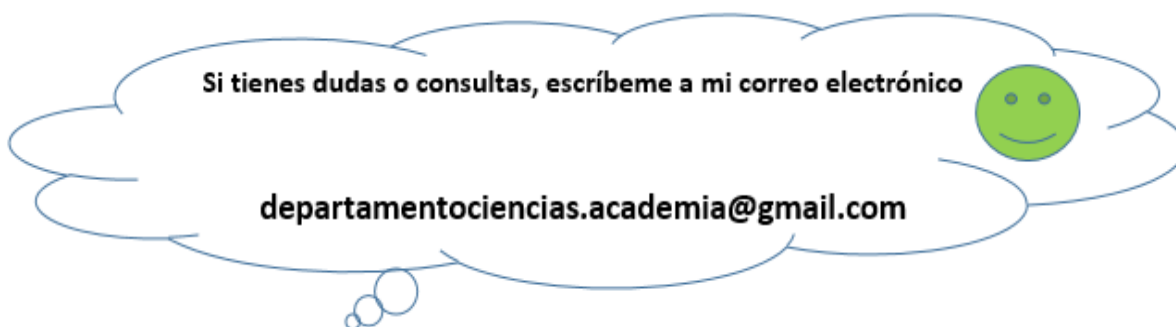 Si tienes dudas o consultas, escríbeme a mi correo electrónico
departamentociencias.academia@gmail.com